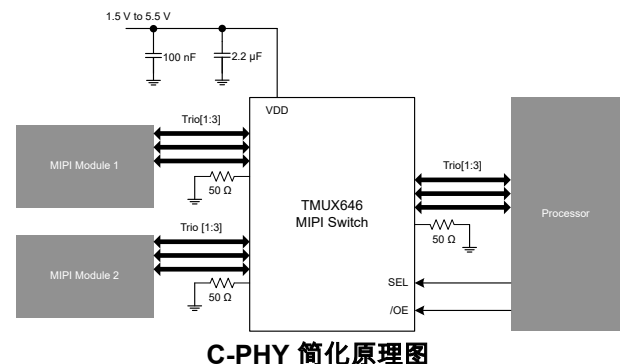 1.5 V to 5.5 V
100 nF
2.2 µF
VDD
Trio[1:3]
MIPI Module 1
50 Ω
Trio[1:3]
TMUX646
MIPI Switch
Processor
Trio [1:3]
50 Ω
MIPI Module 2
SEL
50 Ω
/OE
C-PHY 简化原理图